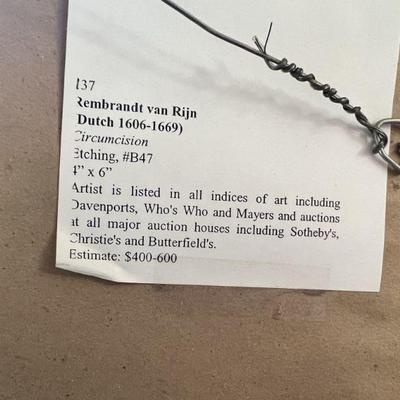 137
Rembrandt van Rijn
(Dutch 1606-1669)
Circumcision
Etching, #B47
4" x 6"
Artist is listed in all indices of art including
Davenports, Who's Who and Mayers and auctions
at all major auction houses including Sotheby's,
Christie's and Butterfield's.
Estimate: $400-600